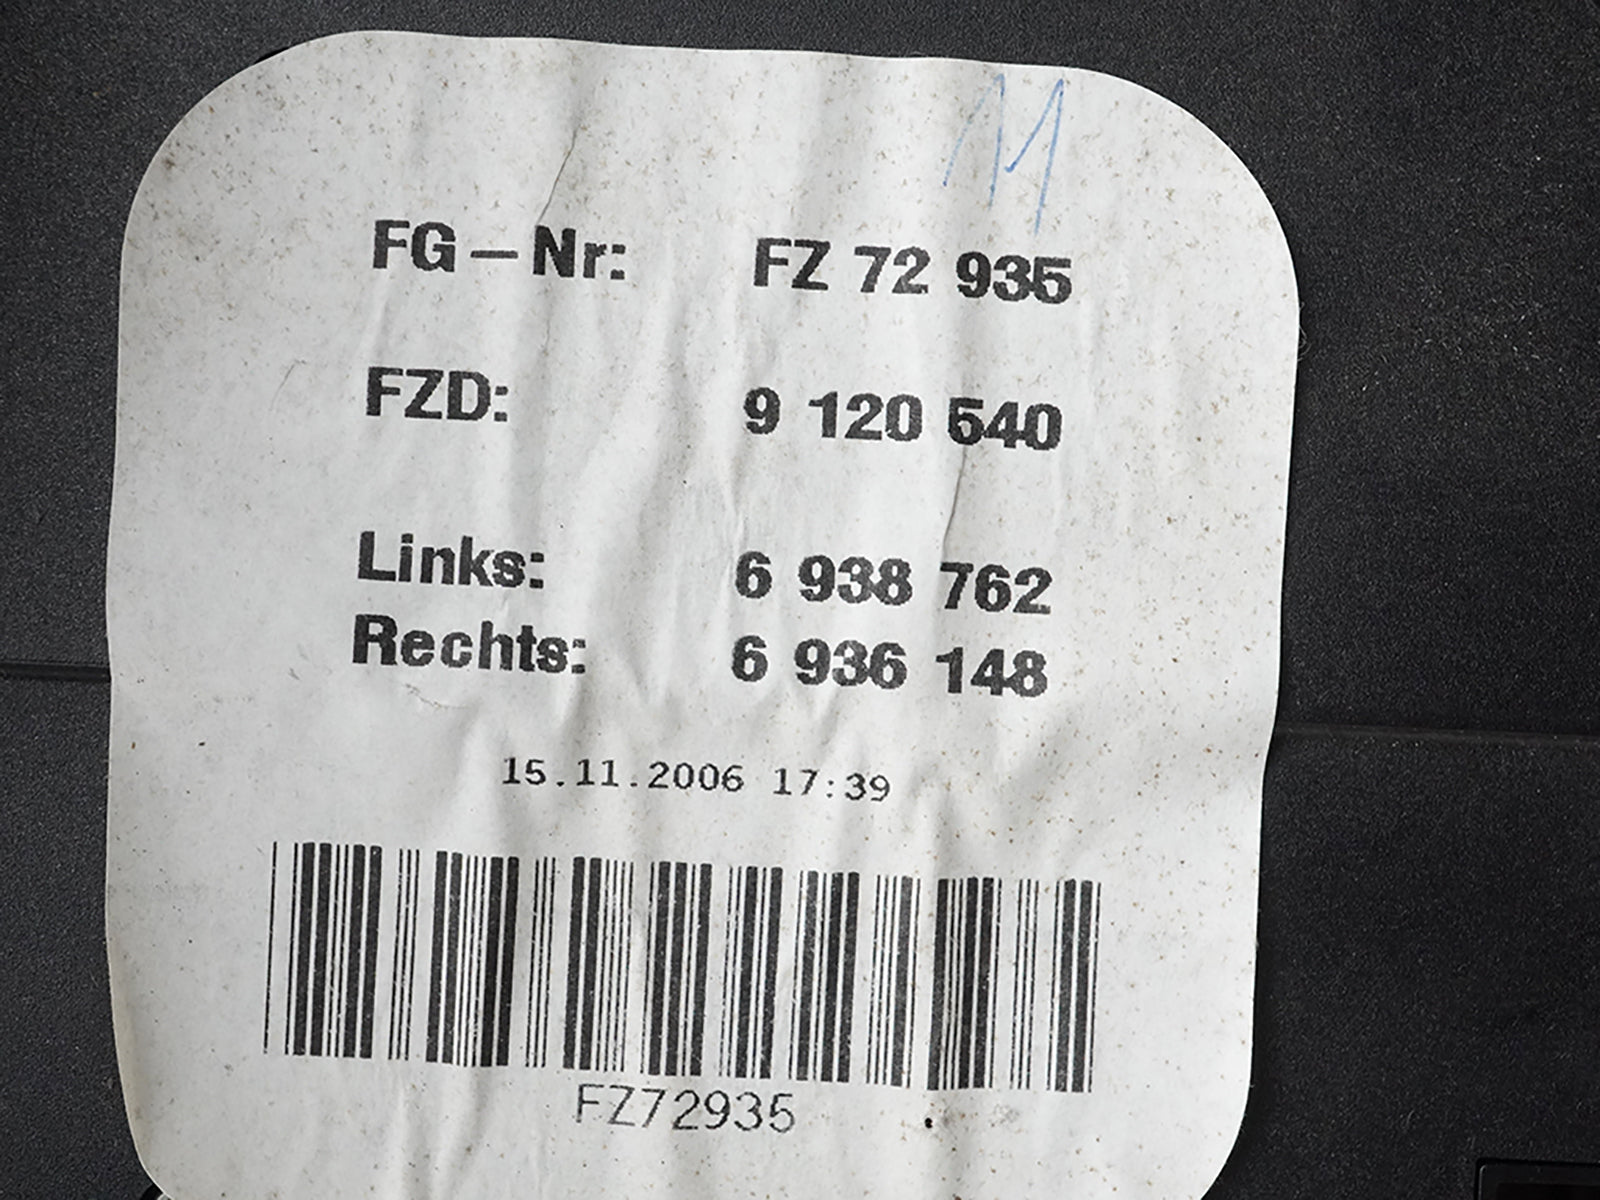 11
FG-Nr: FZ 72 935
FZD: 9 120 540
Links: 6 938 762
Rechts: 6 936 148
15.11.2006 17:39
FZ72935